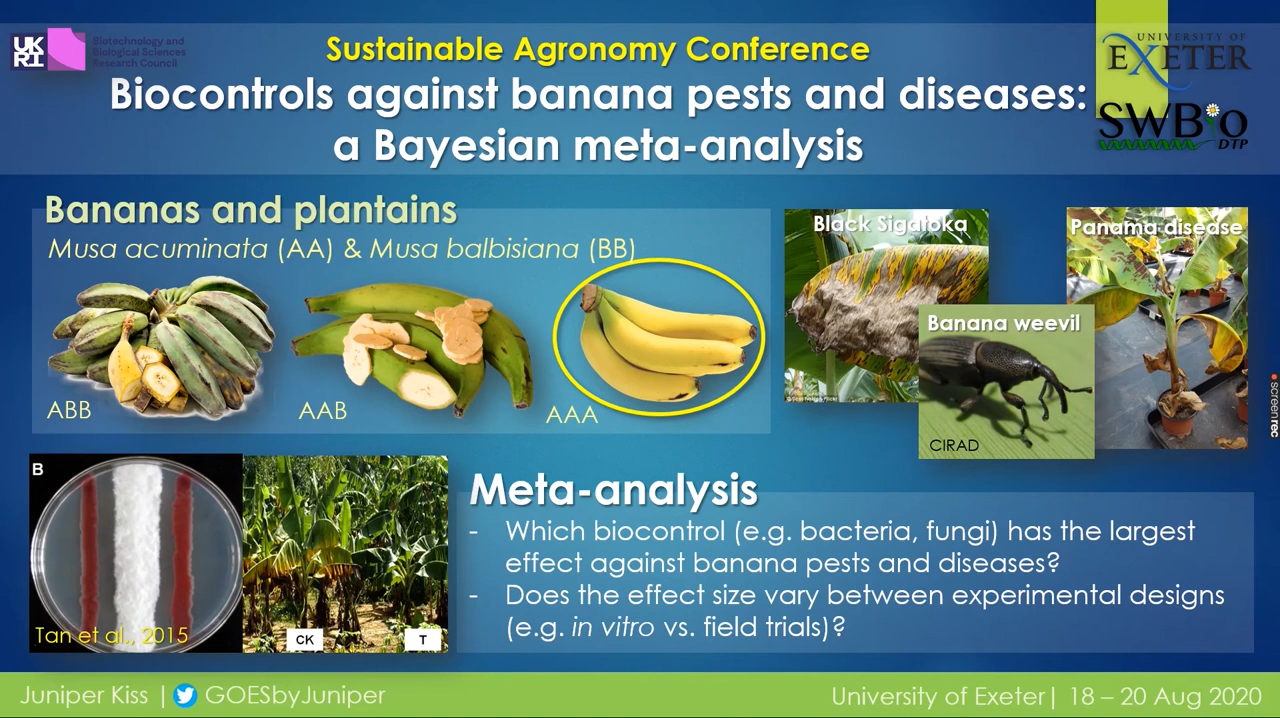 UK
RI
Biotechnology and
Biological Sciences
Research Council
Sustainable Agronomy Conference
Biocontrols against banana pests and diseases:
a Bayesian meta-analysis
UNIVERSITY OF
EXETER
SWBio
DTP
Bananas and plantains
Musa acuminata (AA) & Musa balbisiana (BB)
ABB
AAB
AAA
Black Sigatoka
Panama disease
Banana weevil
CIRAD
screenrec
B
Tan et al., 2015
CK
T
Meta-analysis
- Which biocontrol (e.g. bacteria, fungi) has the largest
effect against banana pests and diseases?
- Does the effect size vary between experimental designs
(e.g. in vitro vs. field trials)?
Juniper Kiss | GOESbyJuniper
University of Exeter| 18 – 20 Aug 2020